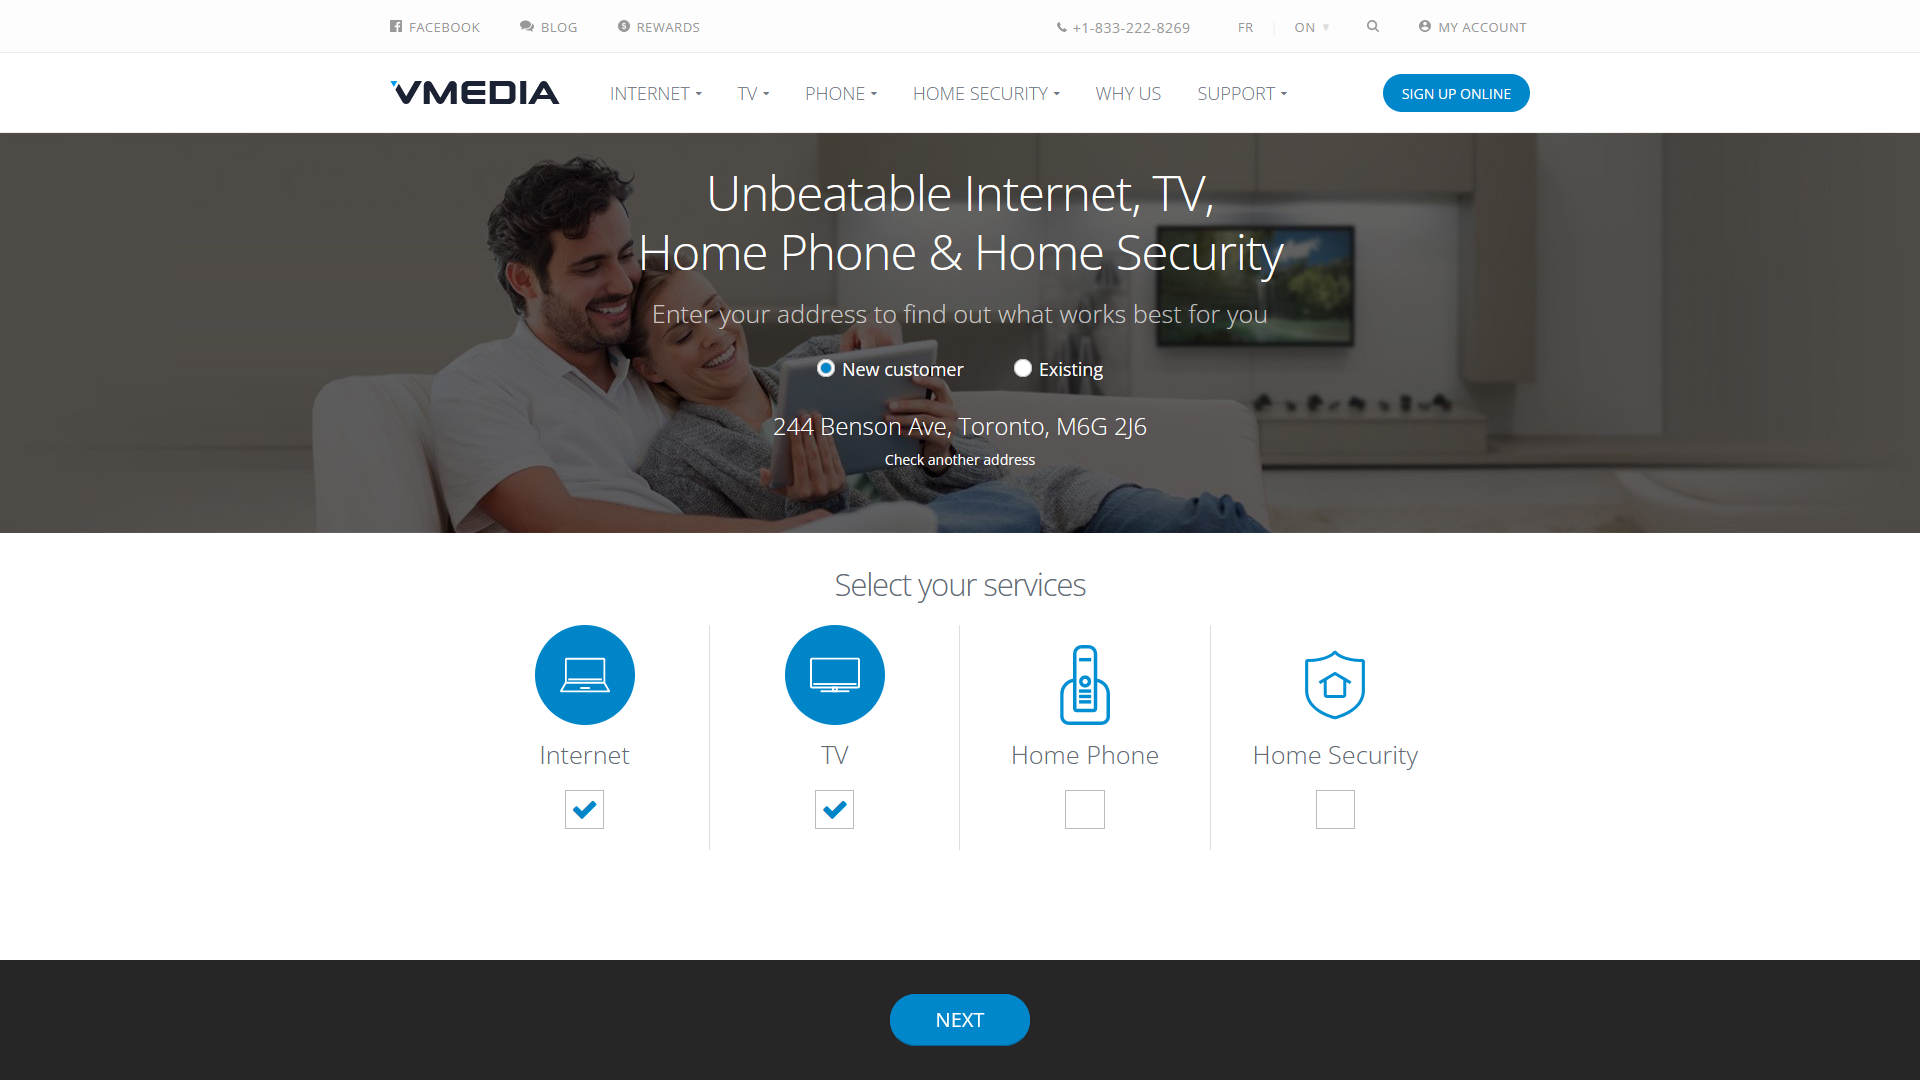 FACEBOOK
BLOG
REWARDS
+1-833-222-8269
FR
ON
MY ACCOUNT
VMEDIA
INTERNET
TV
PHONE
HOME SECURITY
WHY US
SUPPORT
SIGN UP ONLINE
Unbeatable Internet, TV,
Home Phone & Home Security
Enter your address to find out what works best for you
New customer
Existing
244 Benson Ave, Toronto, M6G 2J6
Check another address
Select your services
Internet
TV
Home Phone
Home Security
NEXT